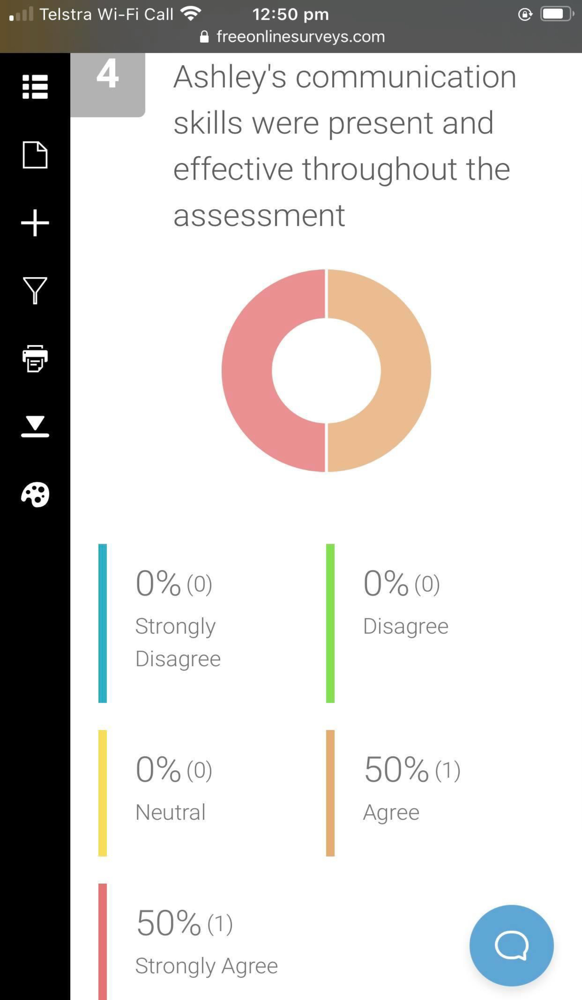 Telstra Wi-Fi Call 12:50 pm
freeonlinesurveys.com
4
Ashley's communication
skills were present and
effective throughout the
assessment
0% (0)
Strongly
Disagree
0% (0)
Disagree
0% (0)
Neutral
50% (1)
Agree
50% (1)
Strongly Agree